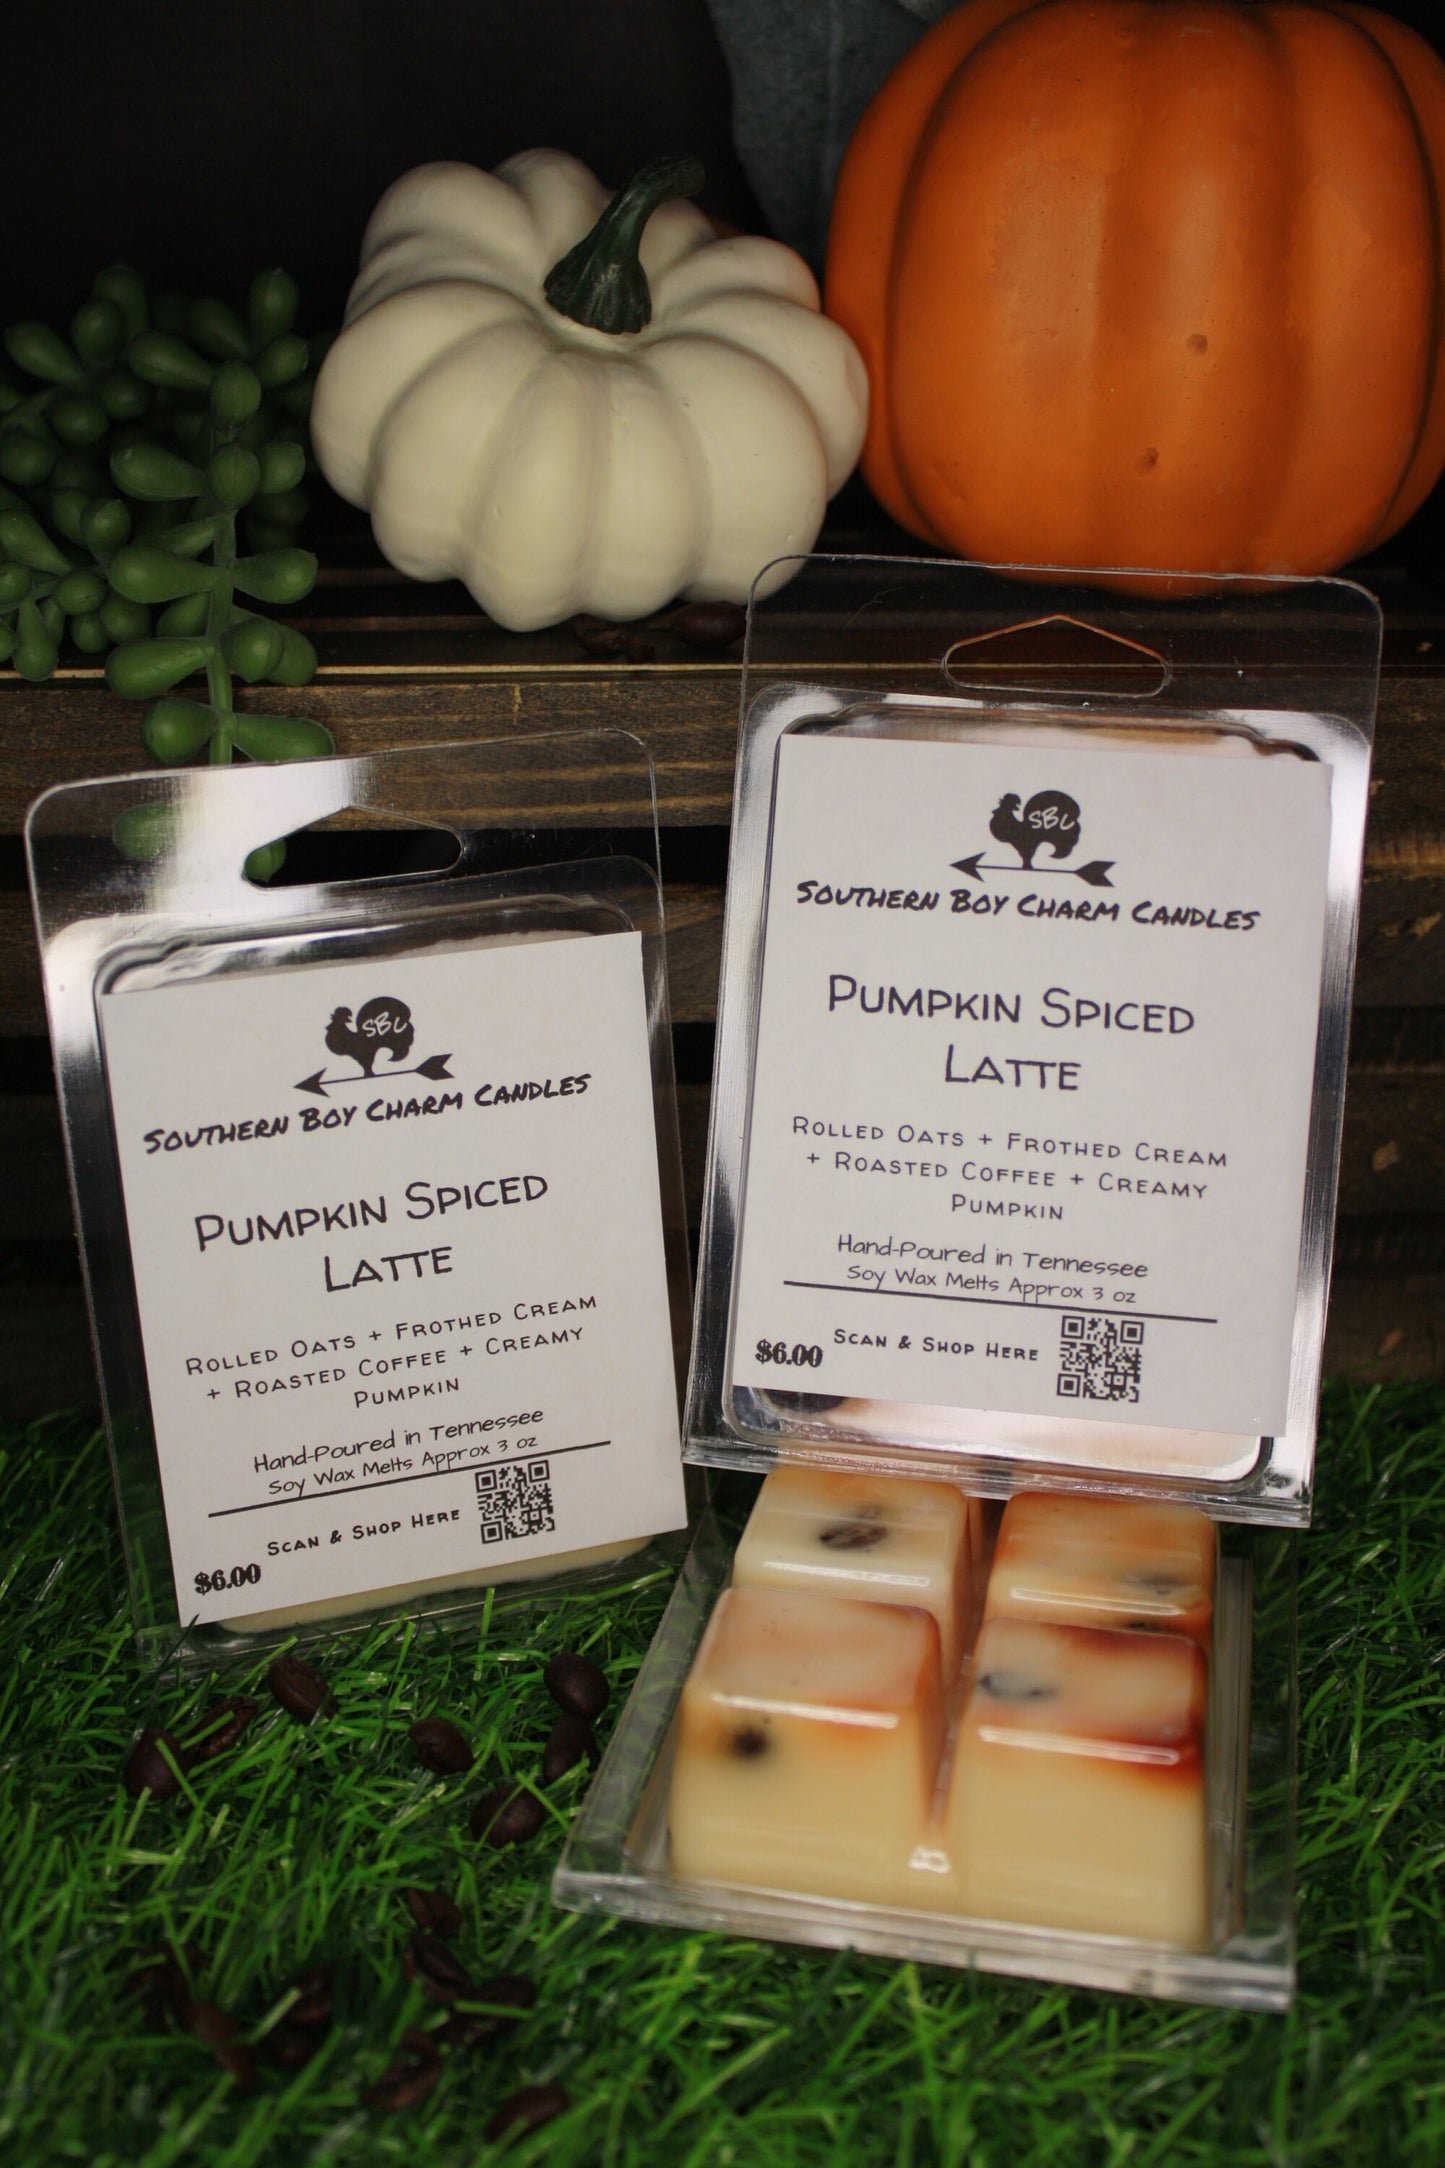 SBC
Southern Boy Charm Candles
Pumpkin Spiced
Latte
Rolled Oats + Frothed Cream
+ Roasted Coffee + Creamy
Pumpkin
Hand-Poured in Tennessee
Soy Wax Melts Approx 3 oz
Scan & Shop Here
$6.00
SBC
Southern Boy Charm Candles
Pumpkin Spiced
Latte
Rolled Oats + Frothed Cream
+ Roasted Coffee + Creamy
Pumpkin
Hand-Poured in Tennessee
Soy Wax Melts Approx 3 oz
$6.00 Scan & Shop Here